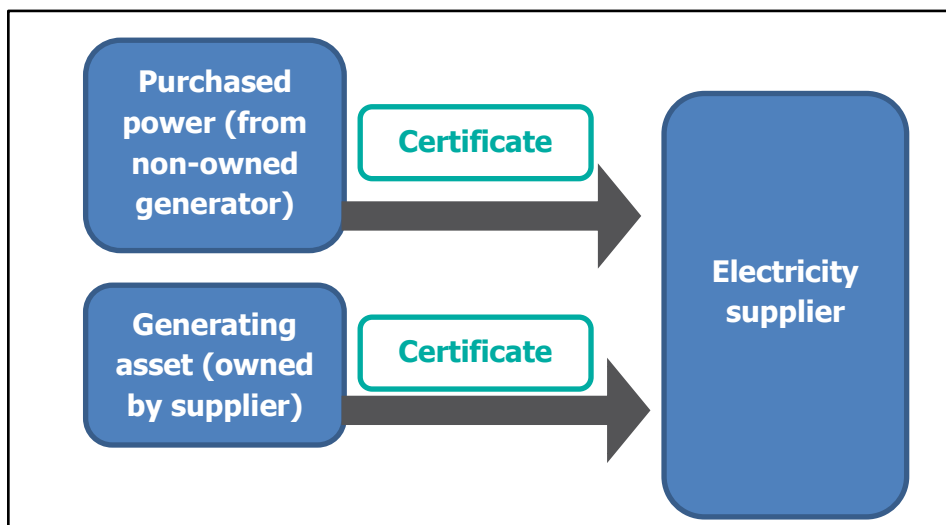 Purchased
power (from
non-owned
generator)
Certificate
Generating
asset (owned
by supplier)
Certificate
Electricity
supplier